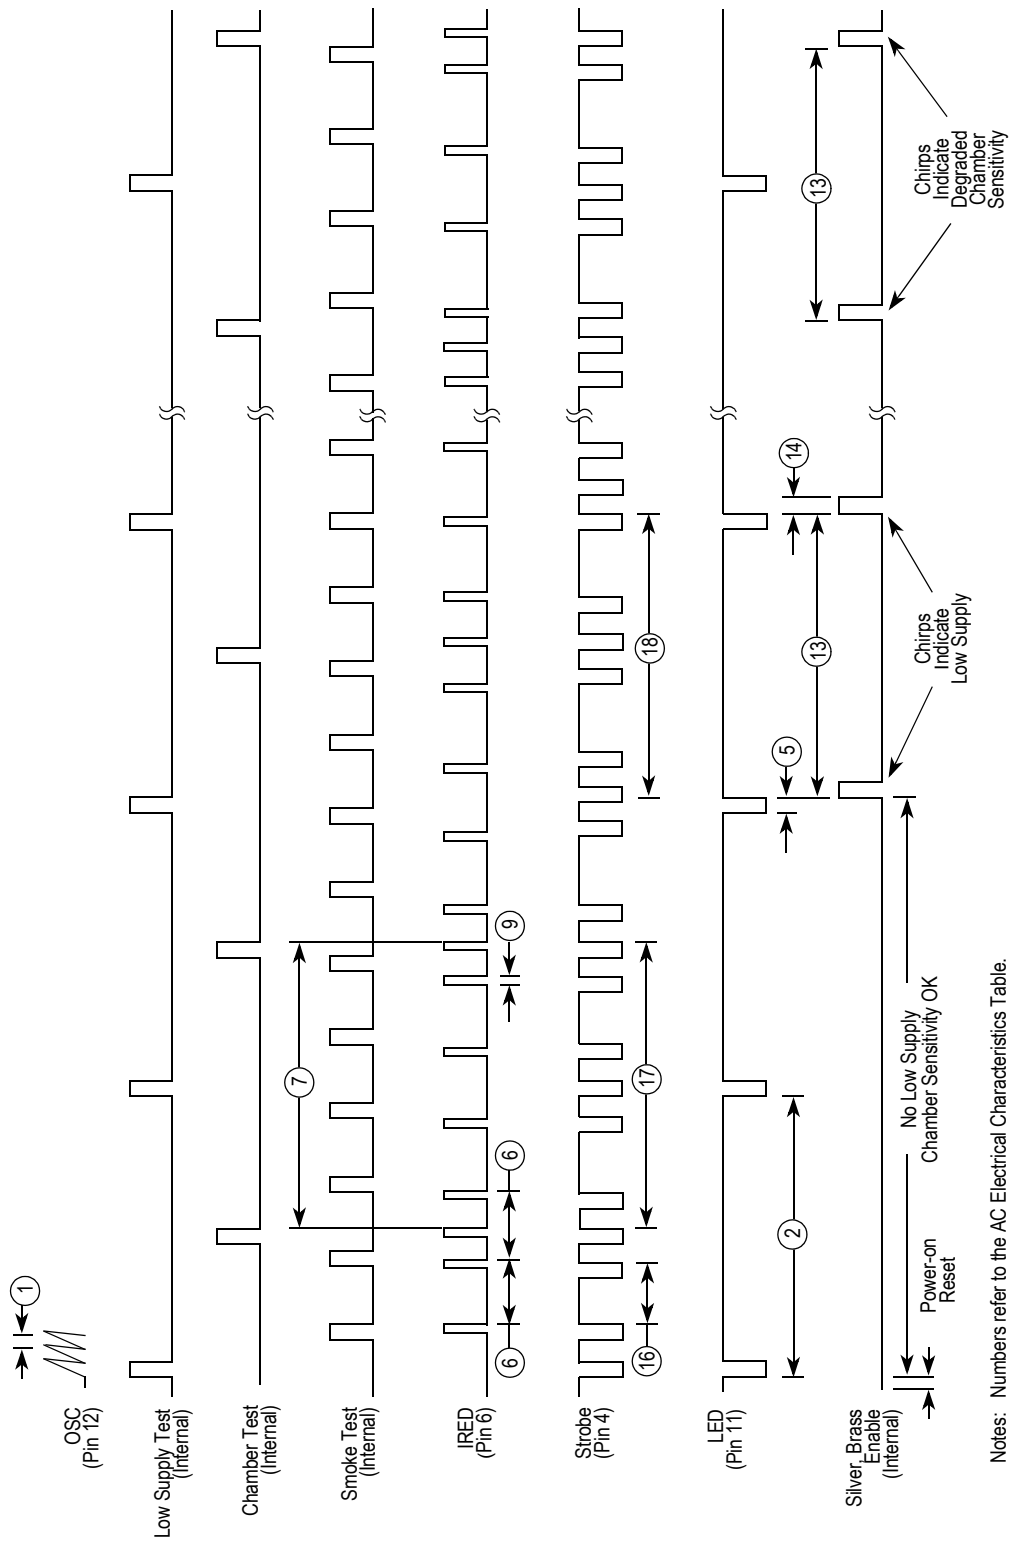 OSC
(Pin 12)
1
Low Supply Test
(Internal)
Chamber Test
(Internal)
7
Smoke Test
(Internal)
IRED
(Pin 6)
6
6
9
Strobe
(Pin 4)
16
17
18
LED
(Pin 11)
2
5
13
14
13
Silver, Brass
Enable
(Internal)
Power-on
Reset
No Low Supply
Chamber Sensitivity OK
Chirps
Indicate
Low Supply
Chirps
Indicate
Degraded
Chamber
Sensitivity
Notes: Numbers refer to the AC Electrical Characteristics Table.